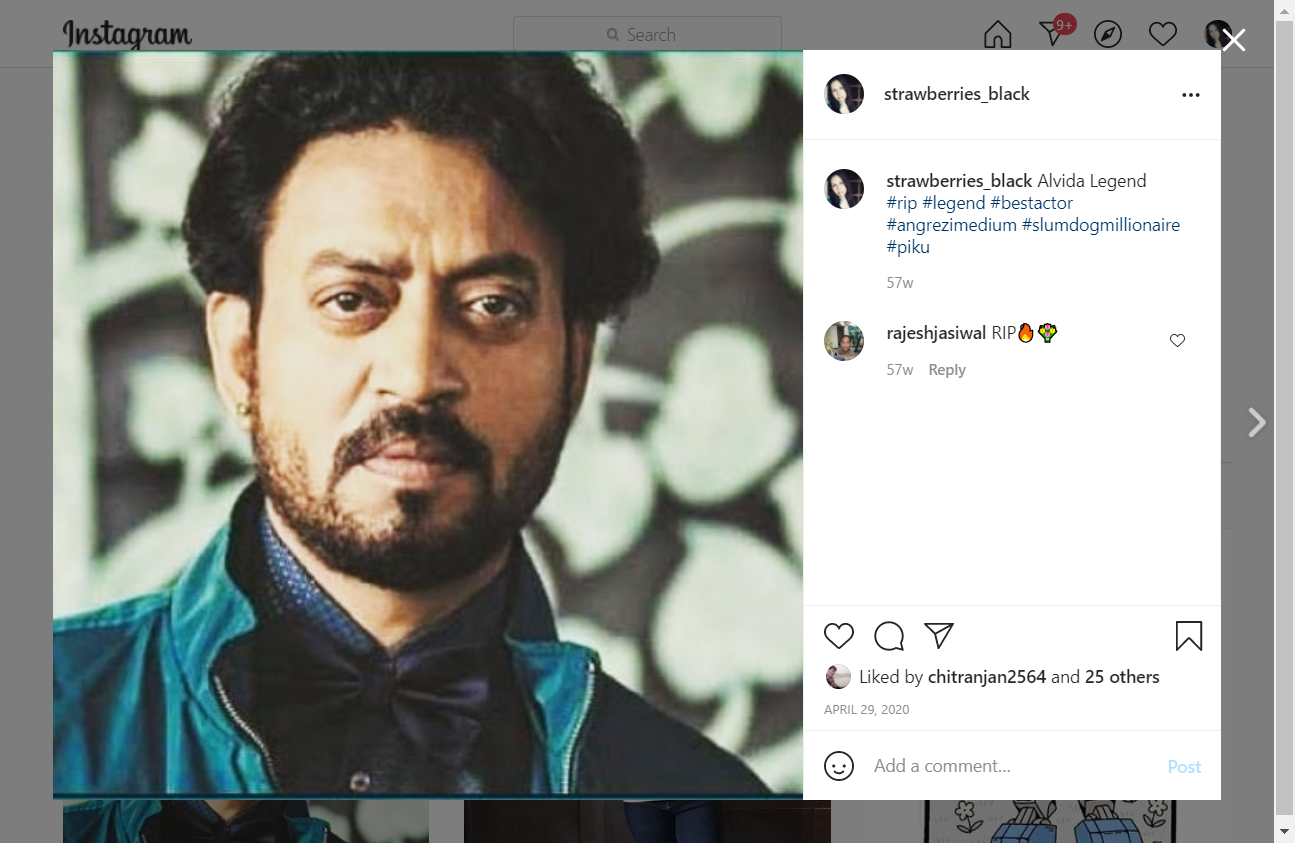 Instagram
Search
9+
strawberries_black
strawberries_black Alvida Legend
#rip #legend #bestactor
#angrezimedium #slumdogmillionaire
#piku
57w
rajeshjasiwal RIP🔥💐
57w Reply
Liked by chitranjan2564 and 25 others
APRIL 29, 2020
Add a comment...
Post